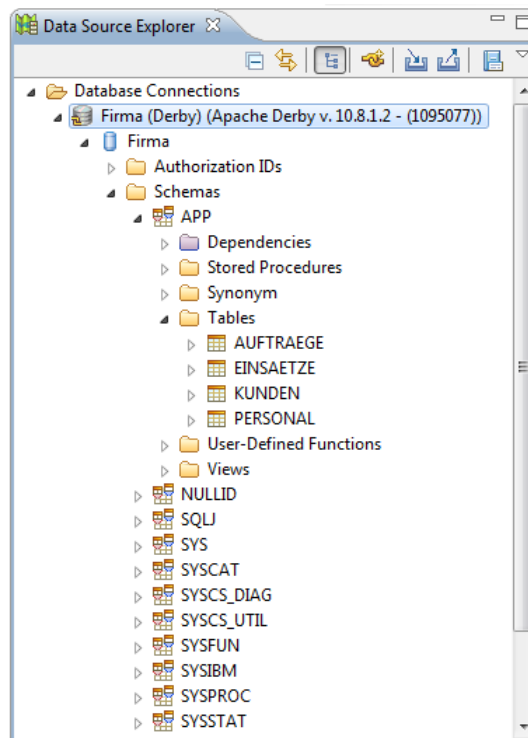 Data Source Explorer
Database Connections
Firma (Derby) (Apache Derby v. 10.8.1.2 - (1095077))
Firma
Authorization IDs
Schemas
APP
Dependencies
Stored Procedures
Synonym
Tables
AUFTRAEGE
EINSAETZE
KUNDEN
PERSONAL
User-Defined Functions
Views
NULLID
SQLJ
SYS
SYSCAT
SYSCS_DIAG
SYSCS_UTIL
SYSFUN
SYSIBM
SYSPROC
SYSSTAT